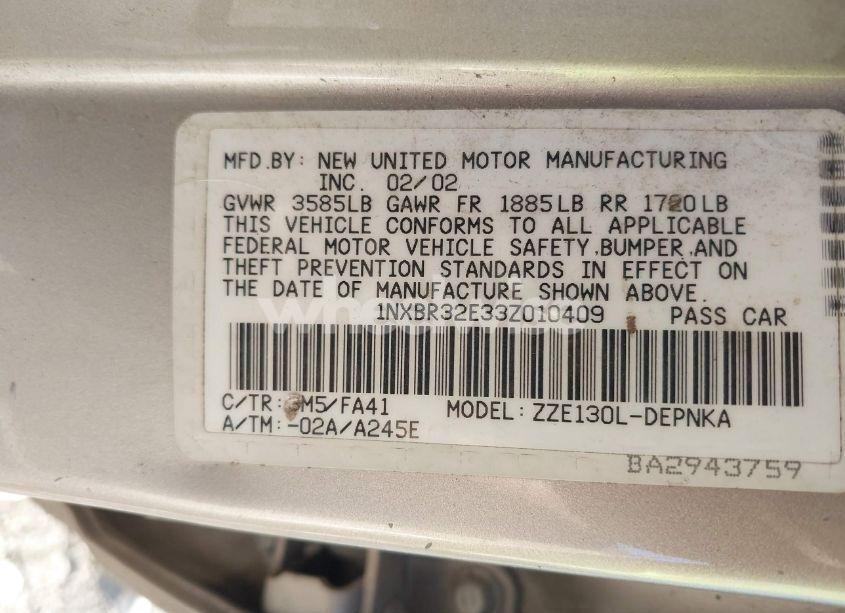 MFD.BY: NEW UNITED MOTOR MANUFACTURING
INC. 02/02
GVWR 3585LB GAWR FR 1885LB RR 1720LB
THIS VEHICLE CONFORMS TO ALL APPLICABLE
FEDERAL MOTOR VEHICLE SAFETY,BUMPER,AND
THEFT PREVENTION STANDARDS IN EFFECT ON
THE DATE OF MANUFACTURE SHOWN ABOVE.
1NXBR32E33Z010409 PASS CAR
C/TR: M5/FA41 MODEL: ZZE130L-DEPNKA
A/TM:-02A/A245E
BA2943759